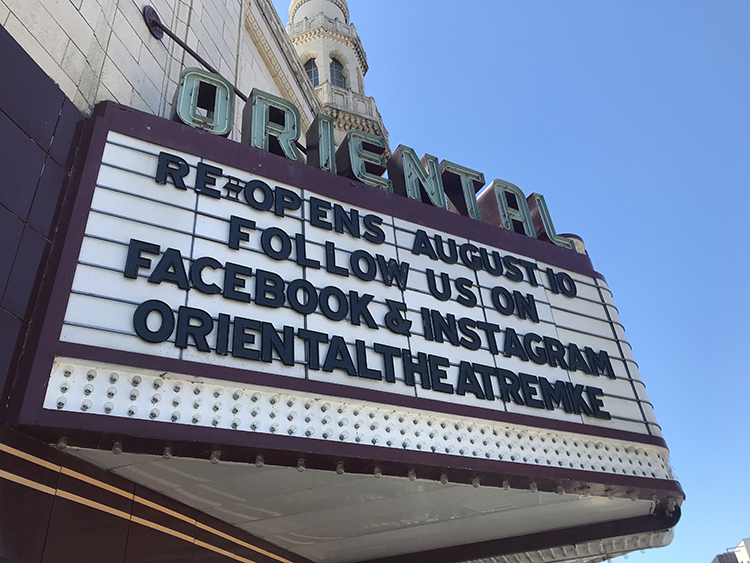 ORIENTAL
RE#OPENS AUGUST 10
FOLLOW US ON
FACEBOOK & INSTAGRAM
ORIENTALTHEATREMKE